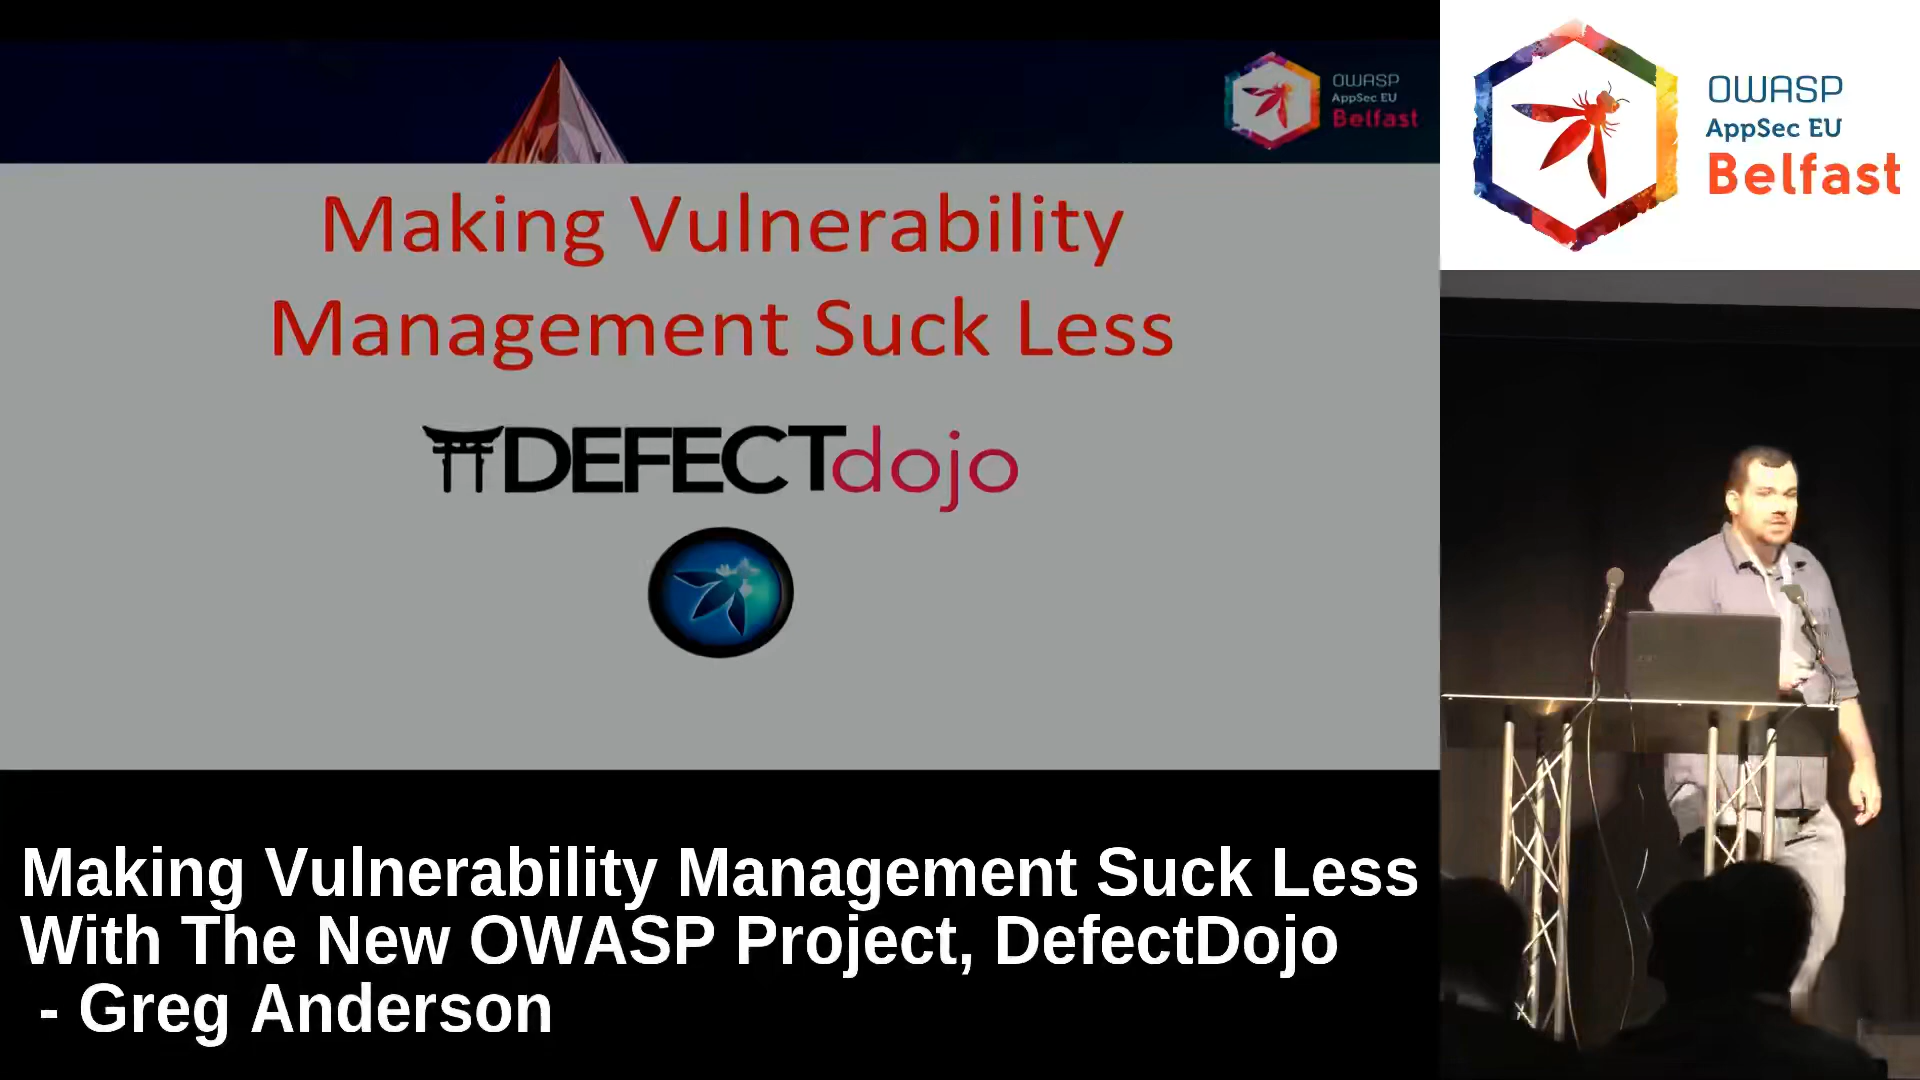 OWASP
AppSec EU
Belfast
Making Vulnerability
Management Suck Less
DEFECTdojo
OWASP
AppSec EU
Belfast
Making Vulnerability Management Suck Less
With The New OWASP Project, DefectDojo
- Greg Anderson